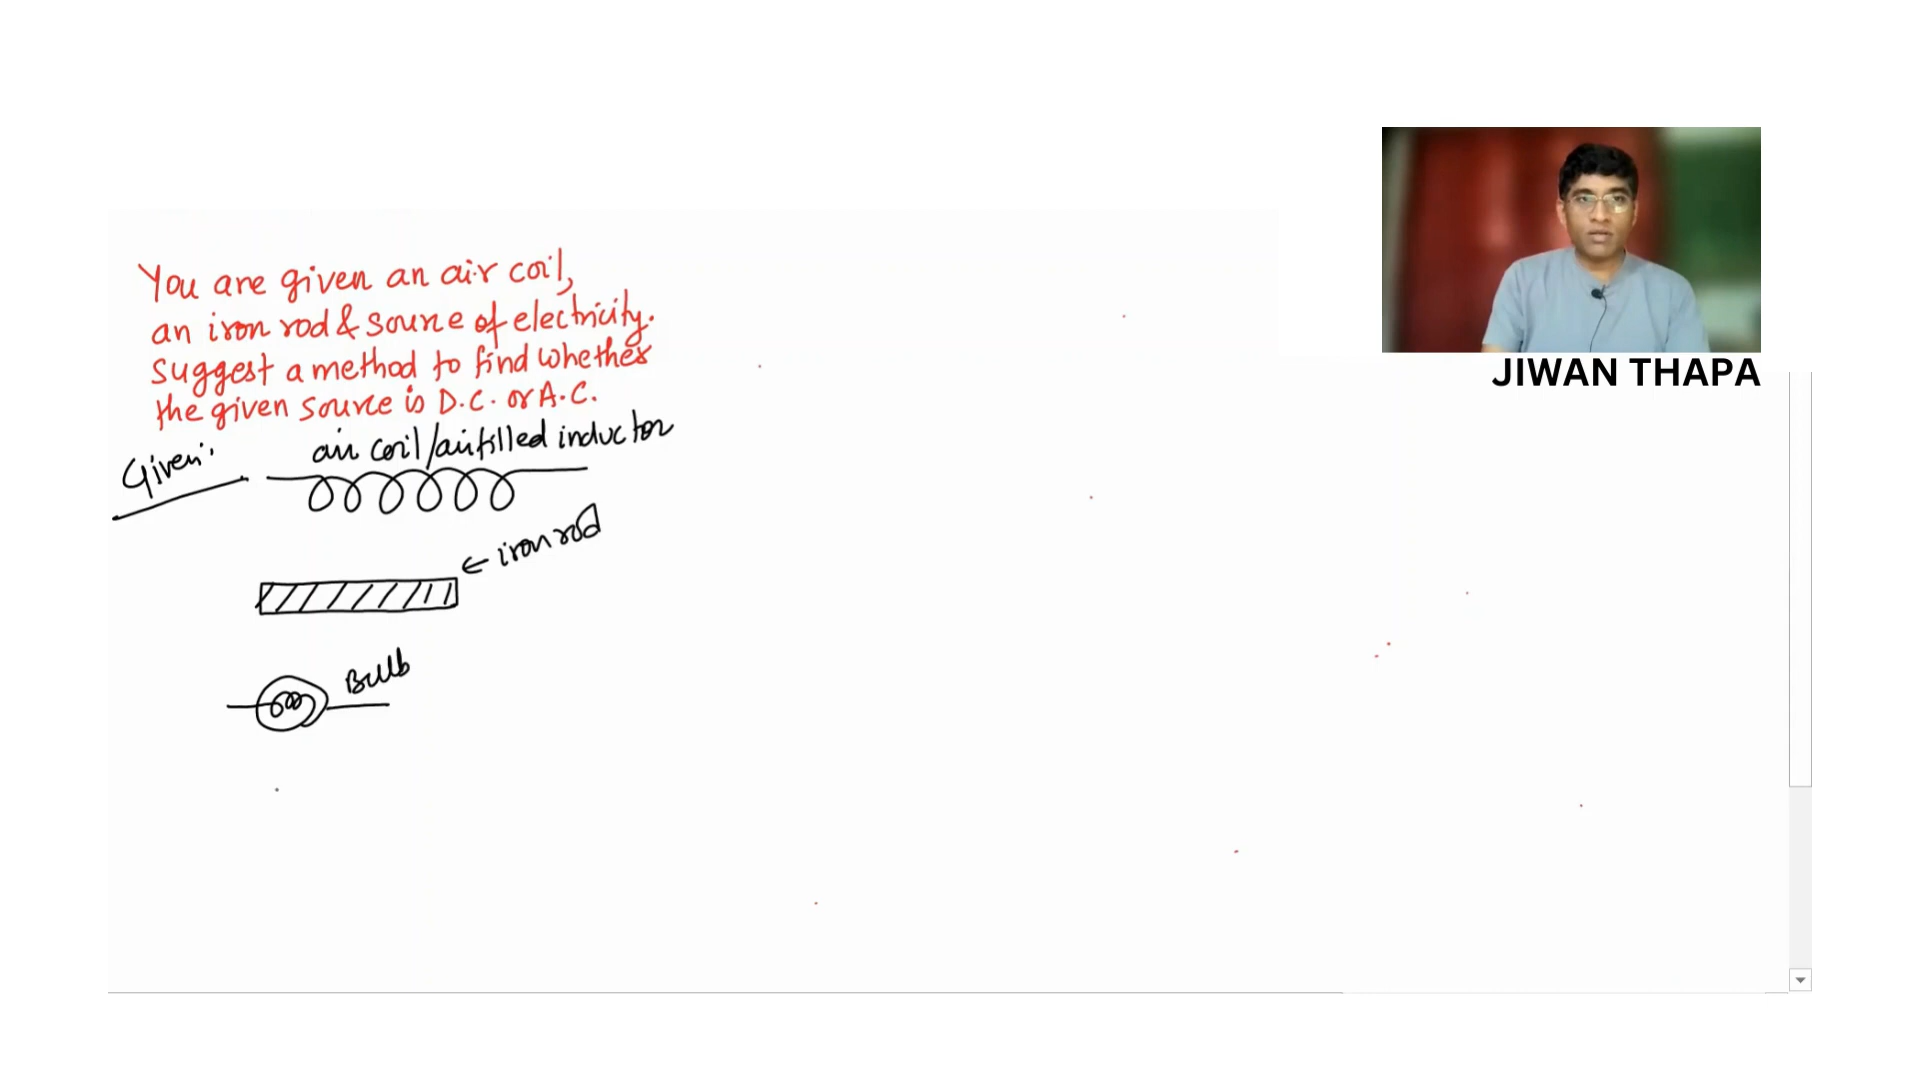 You are given an air coil,
an iron rod & source of electricity.
Suggest a method to find whether
the given source is D.C. or A.C.
Given:
air coil/airfilled inductor
← iron rod
Bulb
JIWAN THAPA